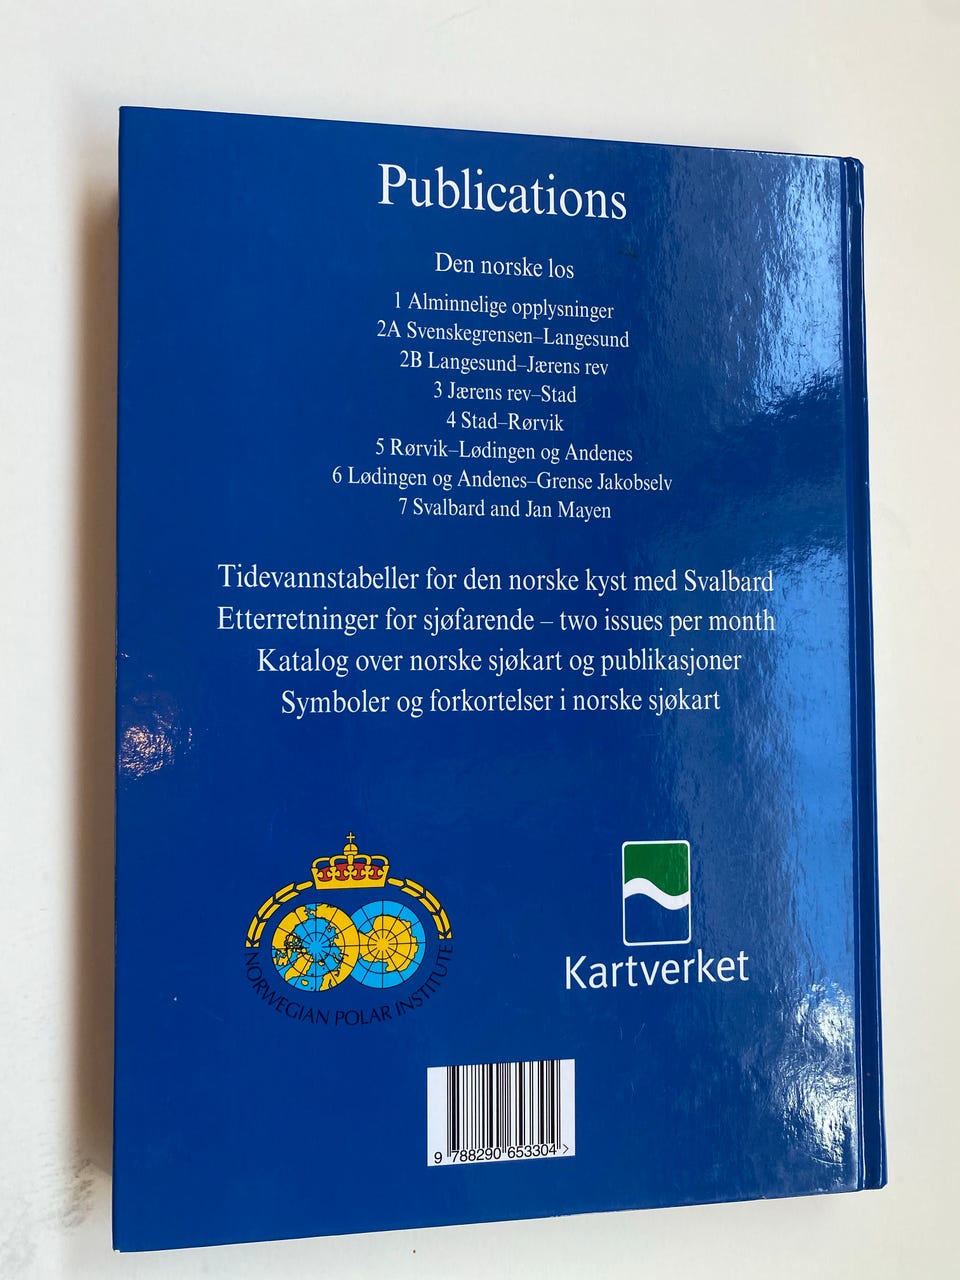 Publications
Den norske los
1 Alminnelige opplysninger
2A Svenskegrensen–Langesund
2B Langesund–Jærens rev
3 Jærens rev–Stad
4 Stad–Rørvik
5 Rørvik–Lødingen og Andenes
6 Lødingen og Andenes–Grense Jakobselv
7 Svalbard and Jan Mayen
Tidevannstabeller for den norske kyst med Svalbard
Etterretninger for sjøfarende – two issues per month
Katalog over norske sjøkart og publikasjoner
Symboler og forkortelser i norske sjøkart
NORWEGIAN POLAR INSTITUTE
Kartverket
9 788290 653304 >